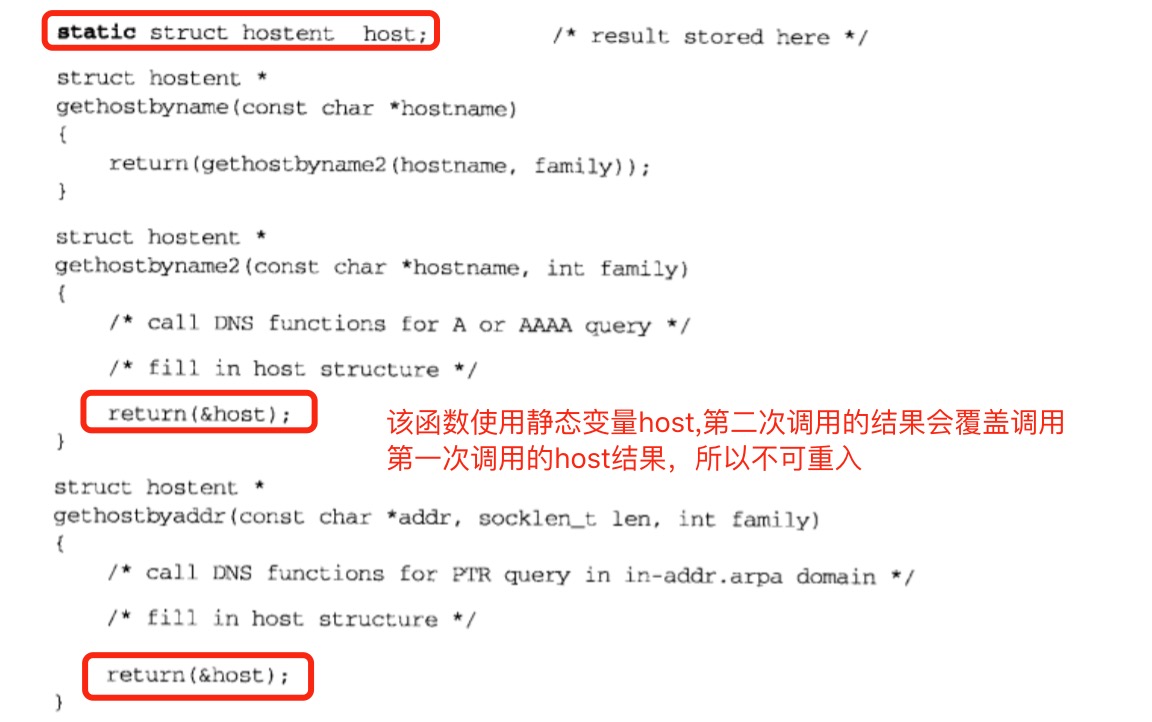 static struct hostent  host;          /* result stored here */
struct hostent *
gethostbyname(const char *hostname)
{
    return(gethostbyname2(hostname, family));
}
struct hostent *
gethostbyname2(const char *hostname, int family)
{
    /* call DNS functions for A or AAAA query */
    /* fill in host structure */
    return(&host);
该函数使用静态变量host,第二次调用的结果会覆盖调用
第一次调用的host结果，所以不可重入
}
struct hostent *
gethostbyaddr(const char *addr, socklen_t len, int family)
{
    /* call DNS functions for PTR query in in-addr.arpa domain */
    /* fill in host structure */
    return(&host);
}